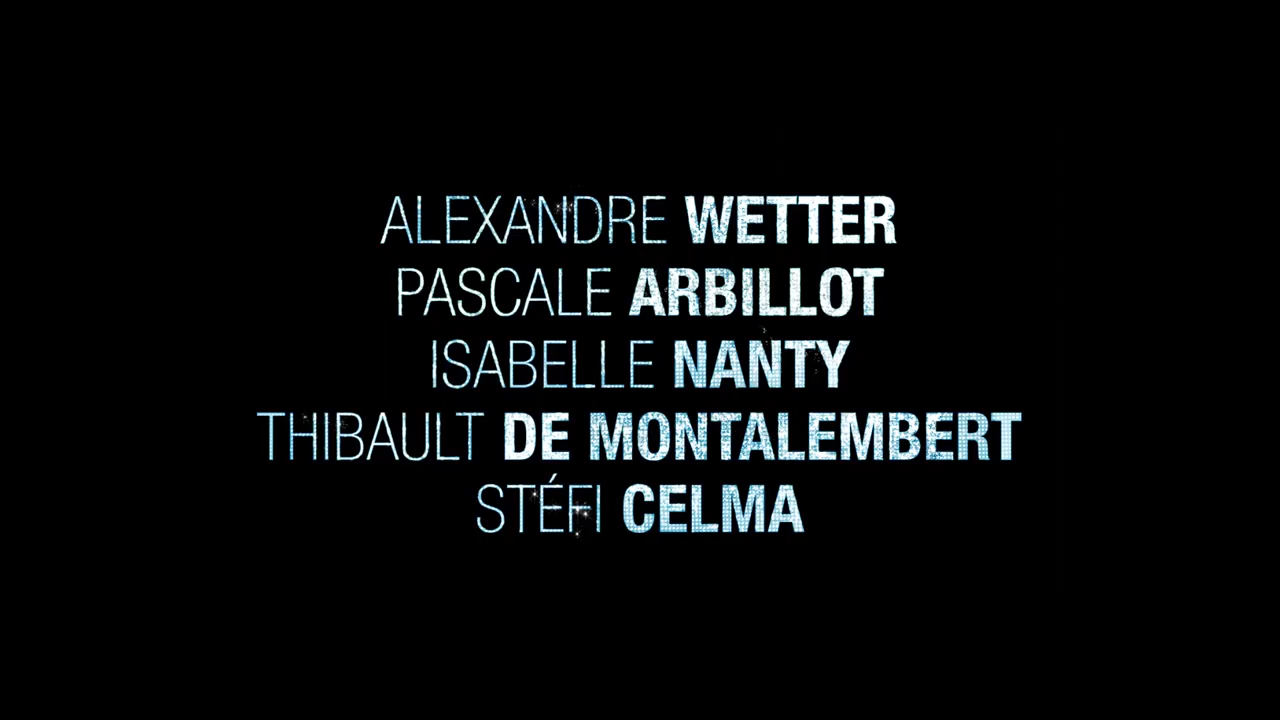 ALEXANDRE WETTER
PASCALE ARBILLOT
ISABELLE NANTY
THIBAULT DE MONTALEMBERT
STÉFI CELMA